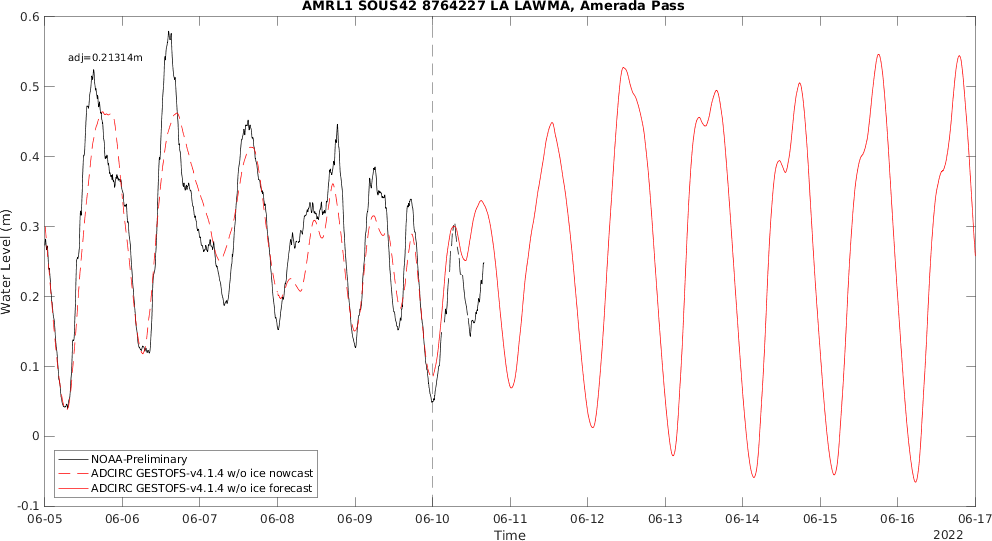 AMRL1 SOUS42 8764227 LA LAWMA, Amerada Pass
adj=0.21314m
0.6
0.5
0.4
0.3
0.2
0.1
0
-0.1
Water Level (m)
NOAA-Preliminary
ADCIRC GESTOFS-v4.1.4 w/o ice nowcast
ADCIRC GESTOFS-v4.1.4 w/o ice forecast
06-05 06-06 06-07 06-08 06-09 06-10 06-11 06-12 06-13 06-14 06-15 06-16 06-17
Time
2022